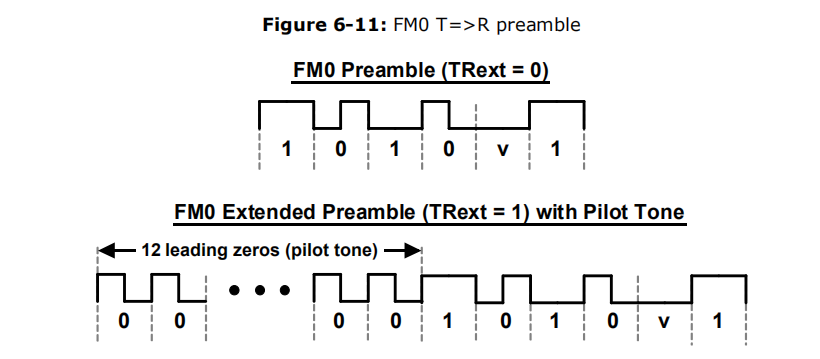 Figure 6-11: FM0 T=>R preamble
FM0 Preamble (TRext = 0)
1 0 1 0 v 1
FM0 Extended Preamble (TRext = 1) with Pilot Tone
12 leading zeros (pilot tone)
0 0 0 0 1 0 1 0 v 1